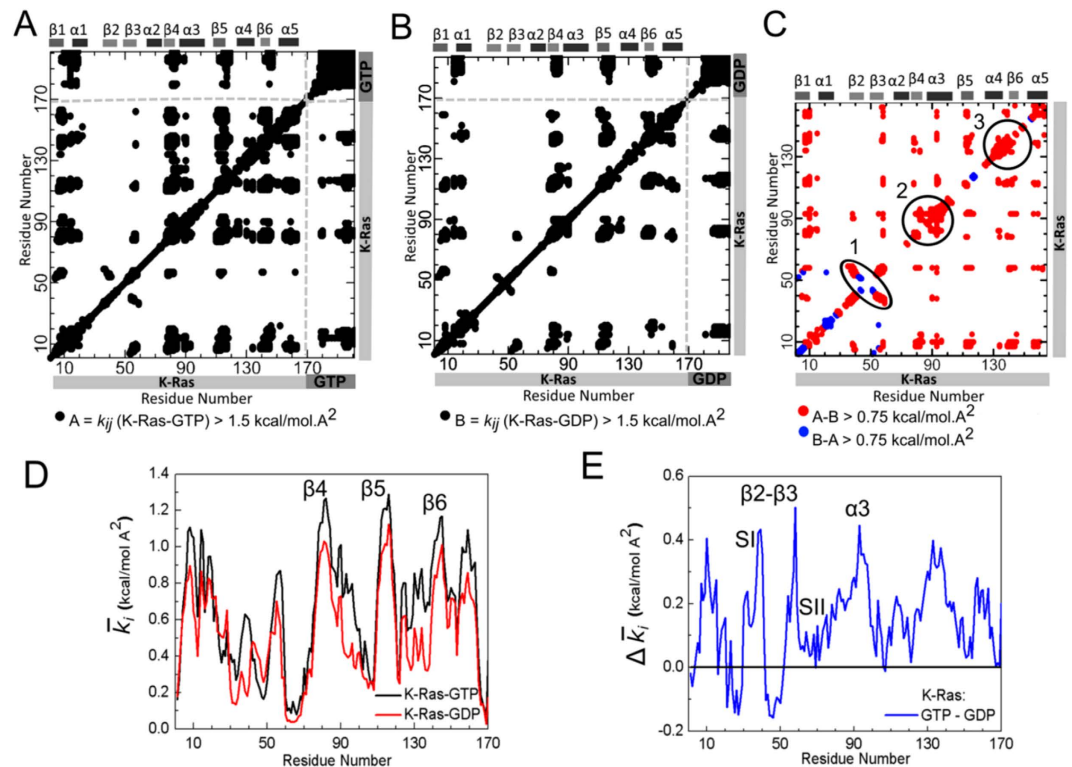 A
β1 α1 β2 β3 α2 β4 α3 β5 α4 β6 α5
Residue Number
10 50 90 130 170
GTP
K-Ras
10 50 90 130 170
K-Ras GTP
Residue Number
A = kij (K-Ras-GTP) > 1.5 kcal/mol.A2
B
β1 α1 β2 β3 α2 β4 α3 β5 α4 β6 α5
Residue Number
10 50 90 130 170
GDP
K-Ras
10 50 90 130 170
K-Ras GDP
Residue Number
B = kij (K-Ras-GDP) > 1.5 kcal/mol.A2
C
β1 α1 β2 β3 α2 β4 α3 β5 α4 β6 α5
Residue Number
10 50 90 130
1
2
3
K-Ras
10 50 90 130
K-Ras
Residue Number
A-B > 0.75 kcal/mol.A2
B-A > 0.75 kcal/mol.A2
D
k̅i (kcal/mol A2)
1.4
1.2
1.0
0.8
0.6
0.4
0.2
0.0
β4 β5 β6
K-Ras-GTP
K-Ras-GDP
10 50 90 130 170
Residue Number
E
Δ k̅i (kcal/mol A2)
0.6
0.4
0.2
0.0
-0.2
β2-β3
α3
SI
SII
K-Ras:
GTP - GDP
10 50 90 130 170
Residue Number